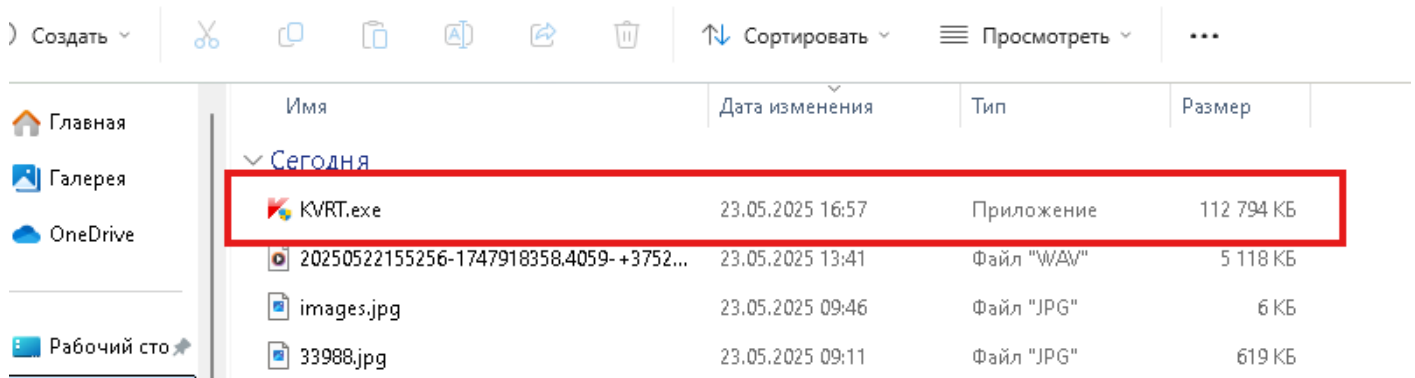 Создать
Сортировать
Просмотреть
Главная
Галерея
OneDrive
Рабочий сто
Имя Дата изменения Тип Размер
Сегодня
KVRT.exe 23.05.2025 16:57 Приложение 112 794 КБ
20250522155256-1747918358.4059-+3752... 23.05.2025 13:41 Файл "WAV" 5 118 КБ
images.jpg 23.05.2025 09:46 Файл "JPG" 6 КБ
33988.jpg 23.05.2025 09:11 Файл "JPG" 619 КБ